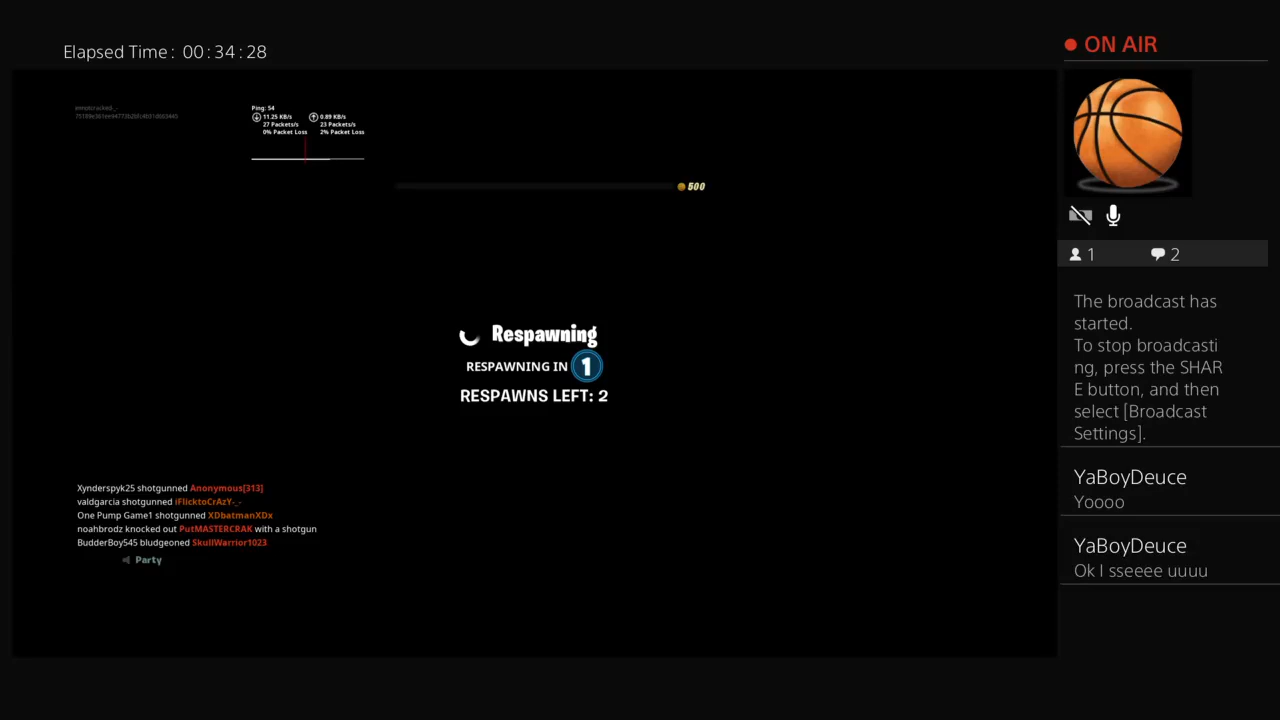 Elapsed Time: 00:34:28
ON AIR
Ping: 54
11.25 KB/s
0.89 KB/s
27 Packets/s
23 Packets/s
0% Packet Loss
2% Packet Loss
500
1
2
The broadcast has
started.
To stop broadcasti
ng, press the SHAR
E button, and then
select [Broadcast
Settings].
Respawning
RESPAWNING IN 1
RESPAWNS LEFT: 2
YaBoyDeuce
Yoooo
Xynderspyk25 shotgunned Anonymous[313]
valdgarcia shotgunned iFlicktoCrAzY-_-
One Pump Game1 shotgunned XDbatmanXDx
noahbrodz knocked out PutMASTERCRAK with a shotgun
BudderBoy545 bludgeoned SkullWarrior1023
Party
YaBoyDeuce
Ok I sseeee uuuu